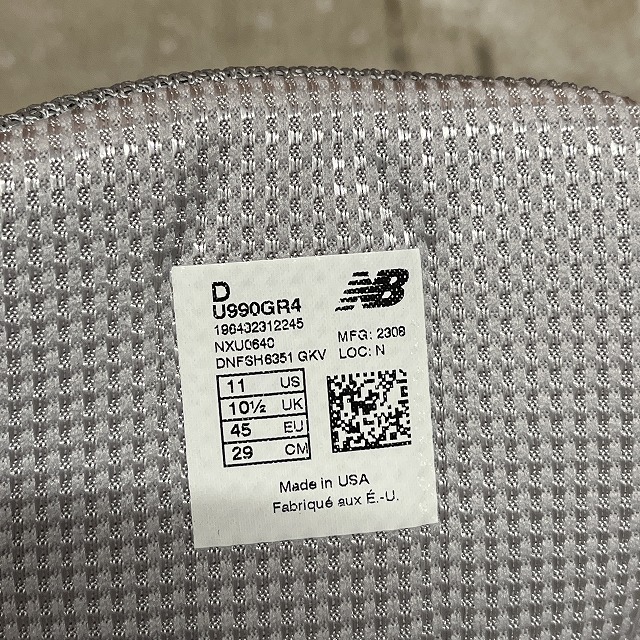 D
NB
U990GR4
196432312245
NXU0640
MFG: 2308
DNFSH6351 GKV
LOC: N
11 US
10½ UK
45 EU
29 CM
Made in USA
Fabriqué aux É.-U.